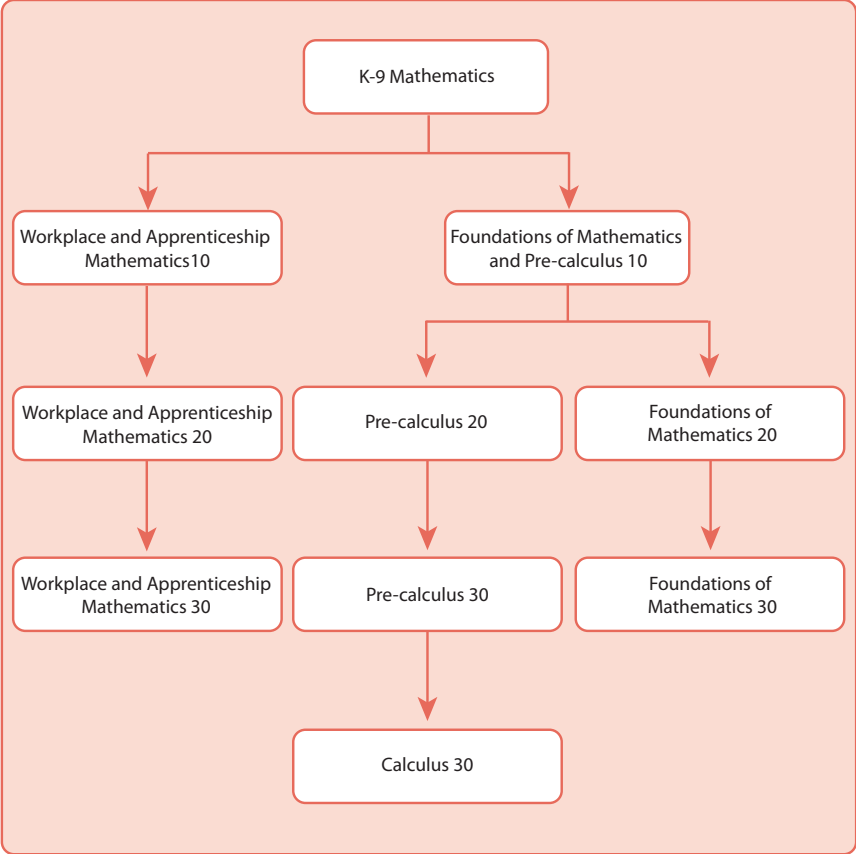 K-9 Mathematics
Workplace and Apprenticeship
Mathematics10
Foundations of Mathematics
and Pre-calculus 10
Workplace and Apprenticeship
Mathematics 20
Pre-calculus 20
Foundations of
Mathematics 20
Workplace and Apprenticeship
Mathematics 30
Pre-calculus 30
Foundations of
Mathematics 30
Calculus 30